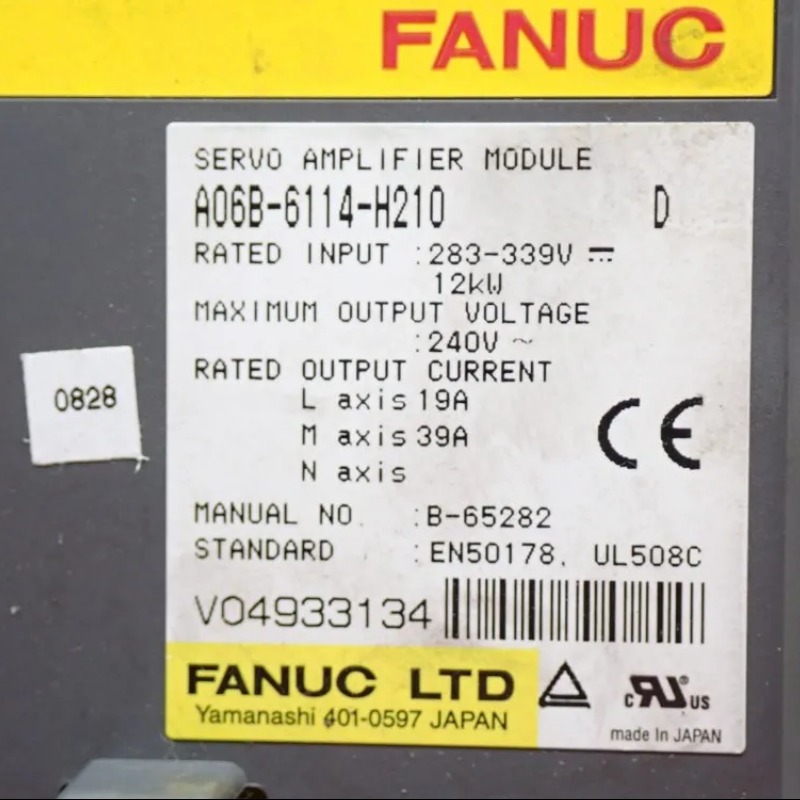 FANUC
SERVO AMPLIFIER MODULE
A06B-6114-H210 D
RATED INPUT :283-339V ⎓
12kW
MAXIMUM OUTPUT VOLTAGE
:240V ~
RATED OUTPUT CURRENT
L axis 19A
M axis 39A
N axis
CE
0828
MANUAL NO. :B-65282
STANDARD :EN50178, UL508C
V04933134
FANUC LTD
Yamanashi 401-0597 JAPAN
c RU® US
made In JAPAN